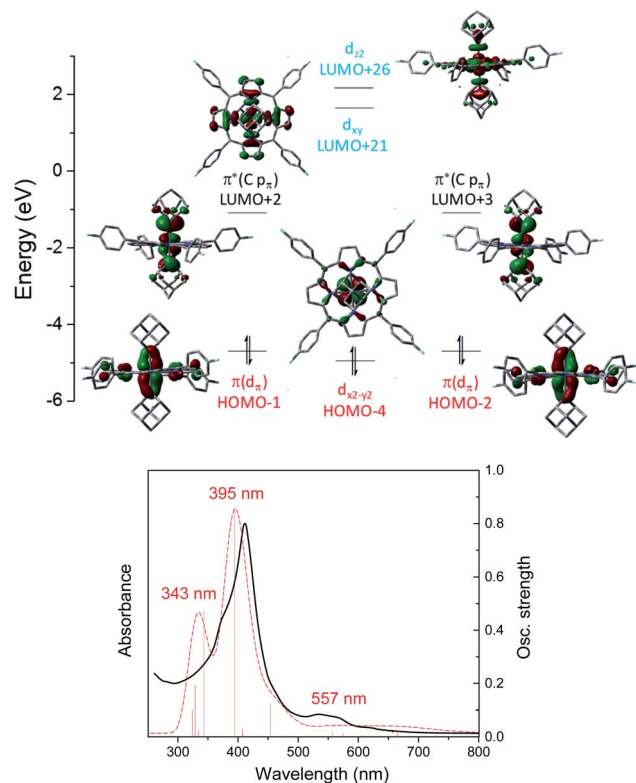 d_z2
LUMO+26
d_xy
LUMO+21
π*(C p_π)
LUMO+2
π*(C p_π)
LUMO+3
Energy (eV)
2
0
-2
-4
-6
π(d_π)
HOMO-1
d_x2-y2
HOMO-4
π(d_π)
HOMO-2
395 nm
343 nm
557 nm
Absorbance
Osc. strength
1.0
0.8
0.6
0.4
0.2
0.0
300 400 500 600 700 800
Wavelength (nm)